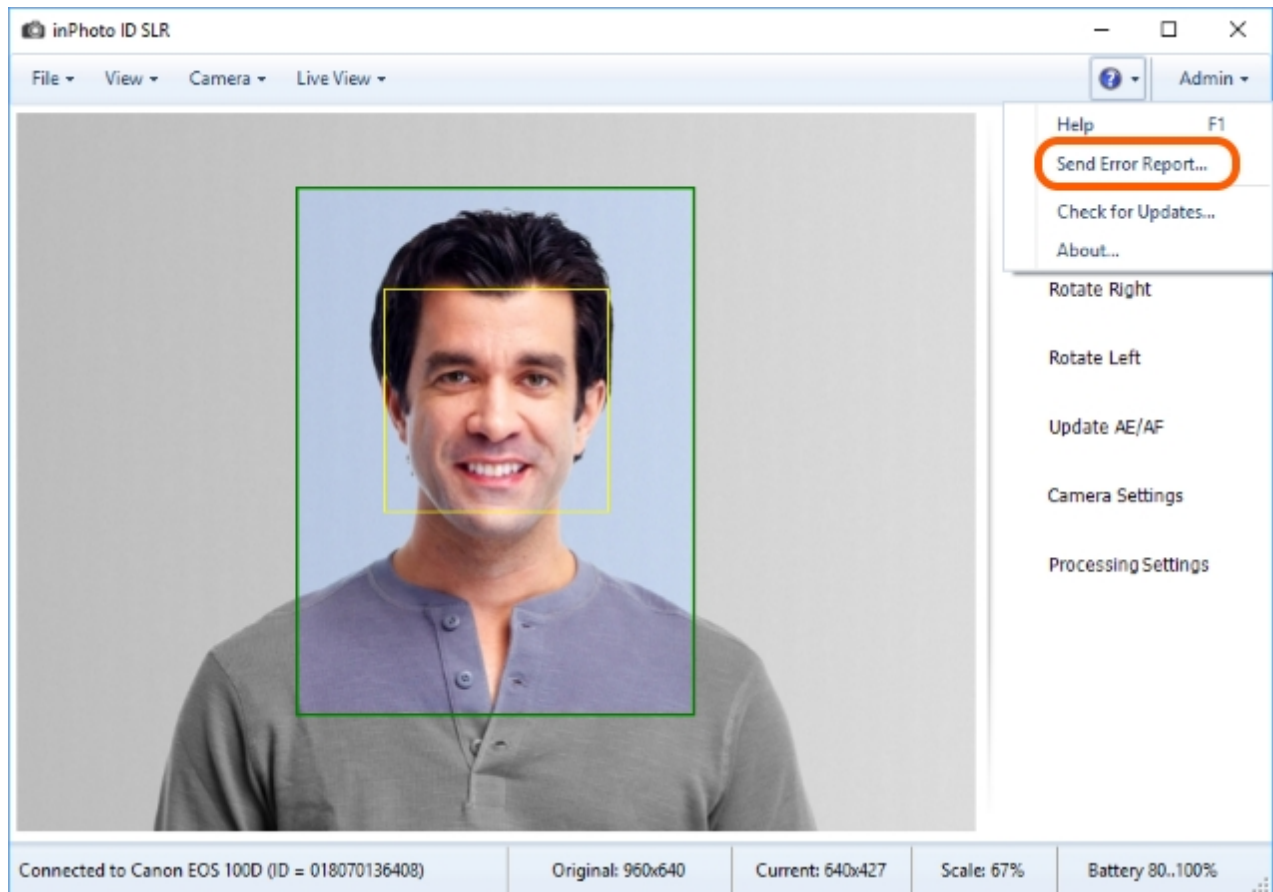 inPhoto ID SLR
File View Camera Live View Admin
Help F1
Send Error Report...
Check for Updates...
About...
Rotate Right
Rotate Left
Update AE/AF
Camera Settings
Processing Settings
Connected to Canon EOS 100D (ID = 018070136408) Original: 960x640 Current: 640x427 Scale: 67% Battery 80..100%